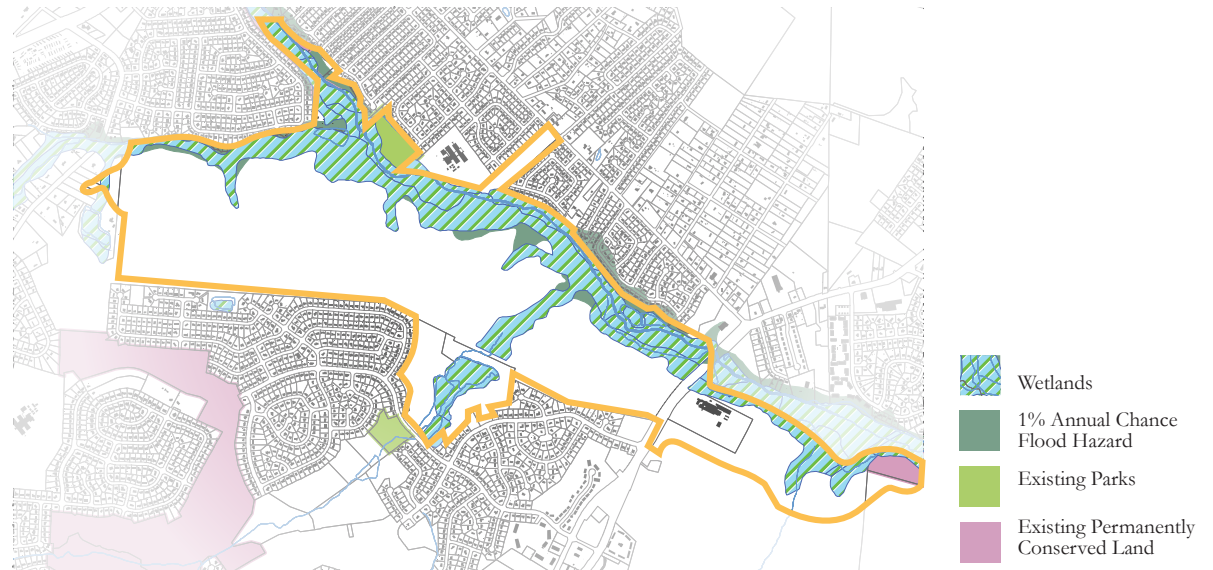 Wetlands
1% Annual Chance
Flood Hazard
Existing Parks
Existing Permanently
Conserved Land